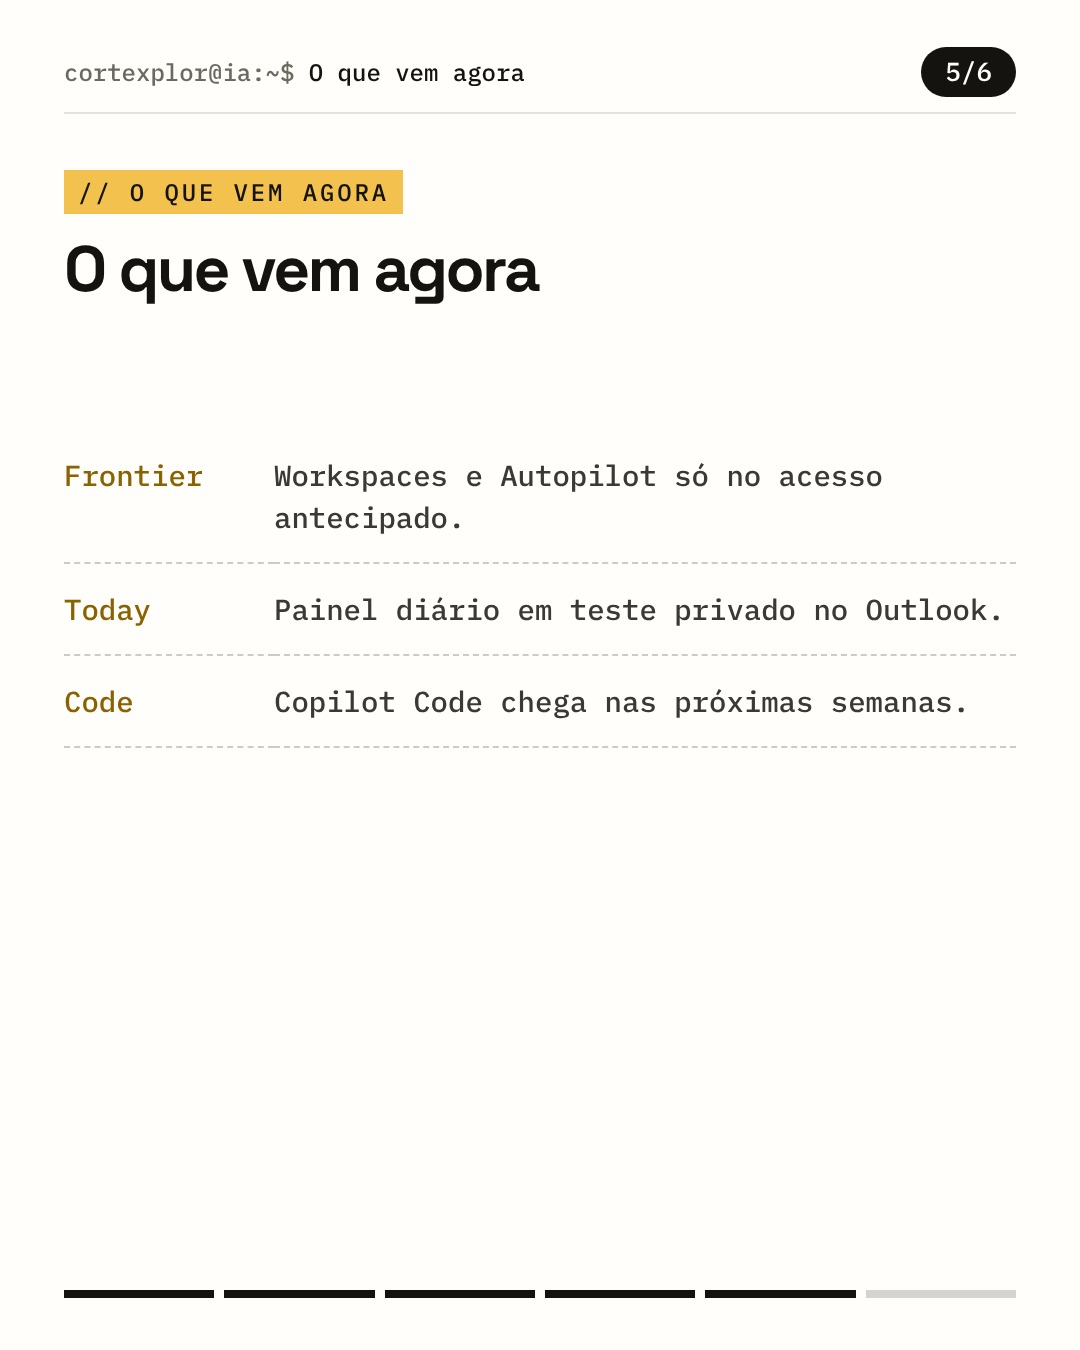 cortexplor@ia:~$ O que vem agora
5/6
// O QUE VEM AGORA
O que vem agora
Frontier
Workspaces e Autopilot só no acesso
antecipado.
Today
Painel diário em teste privado no Outlook.
Code
Copilot Code chega nas próximas semanas.